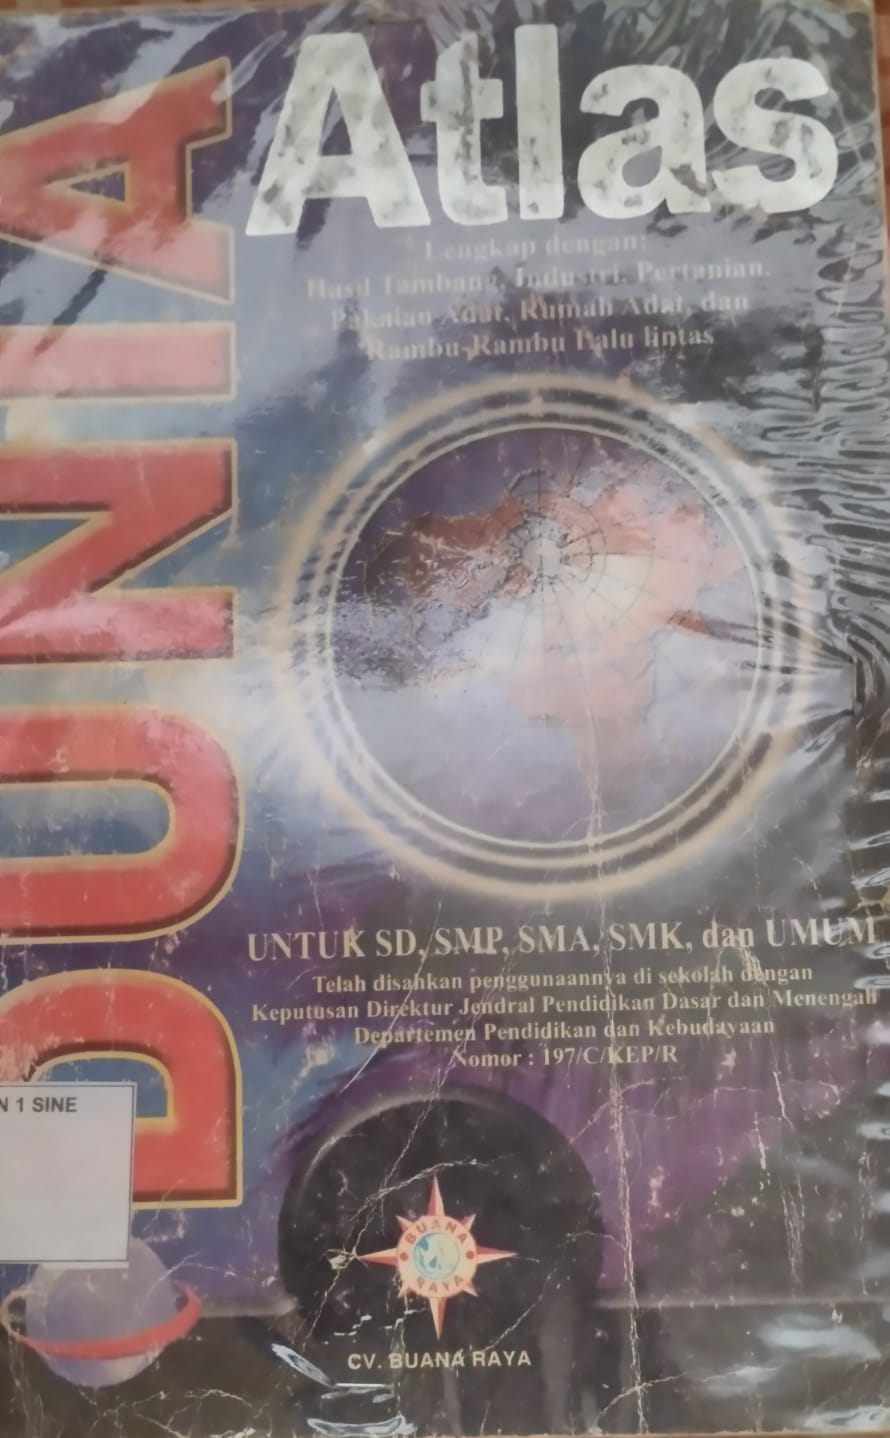 Atlas
DUNIA
Lengkap dengan:
Hasil Tambang, Industri, Pertanian,
Pakaian Adat, Rumah Adat, dan
Rambu-Rambu Lalu lintas
UNTUK SD, SMP, SMA, SMK, dan UMUM
Telah disahkan penggunaannya di sekolah dengan
Keputusan Direktur Jendral Pendidikan Dasar dan Menengah
Departemen Pendidikan dan Kebudayaan
Nomor : 197/C/KEP/R
N 1 SINE
BUANA
RAYA
CV. BUANA RAYA